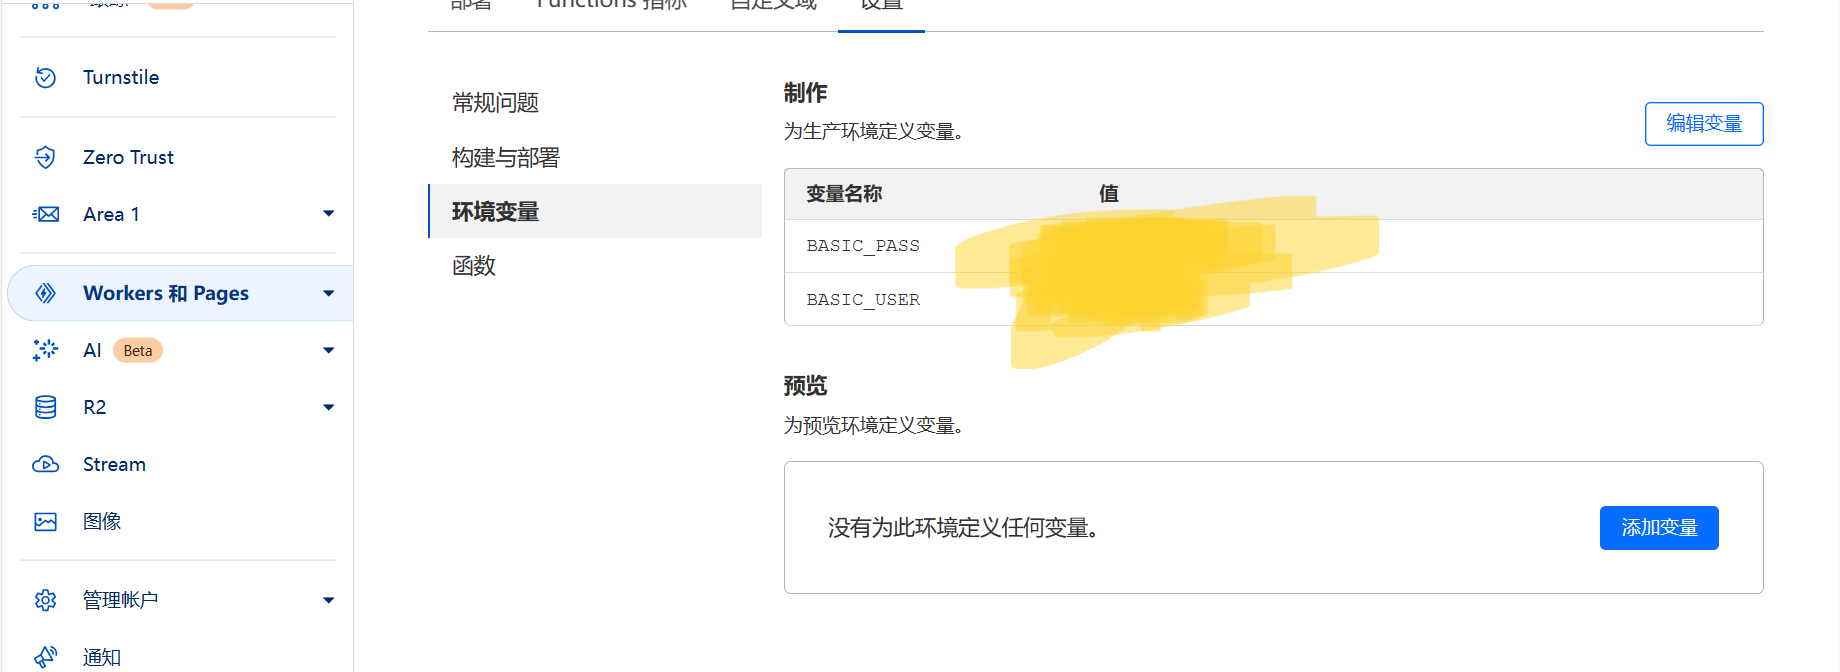 部署 Functions 指标 自定义域 设置
Turnstile
Zero Trust
Area 1
Workers 和 Pages
AI Beta
R2
Stream
图像
管理帐户
通知
常规问题
构建与部署
环境变量
函数
制作
为生产环境定义变量。
编辑变量
变量名称 值
BASIC_PASS
BASIC_USER
预览
为预览环境定义变量。
没有为此环境定义任何变量。
添加变量